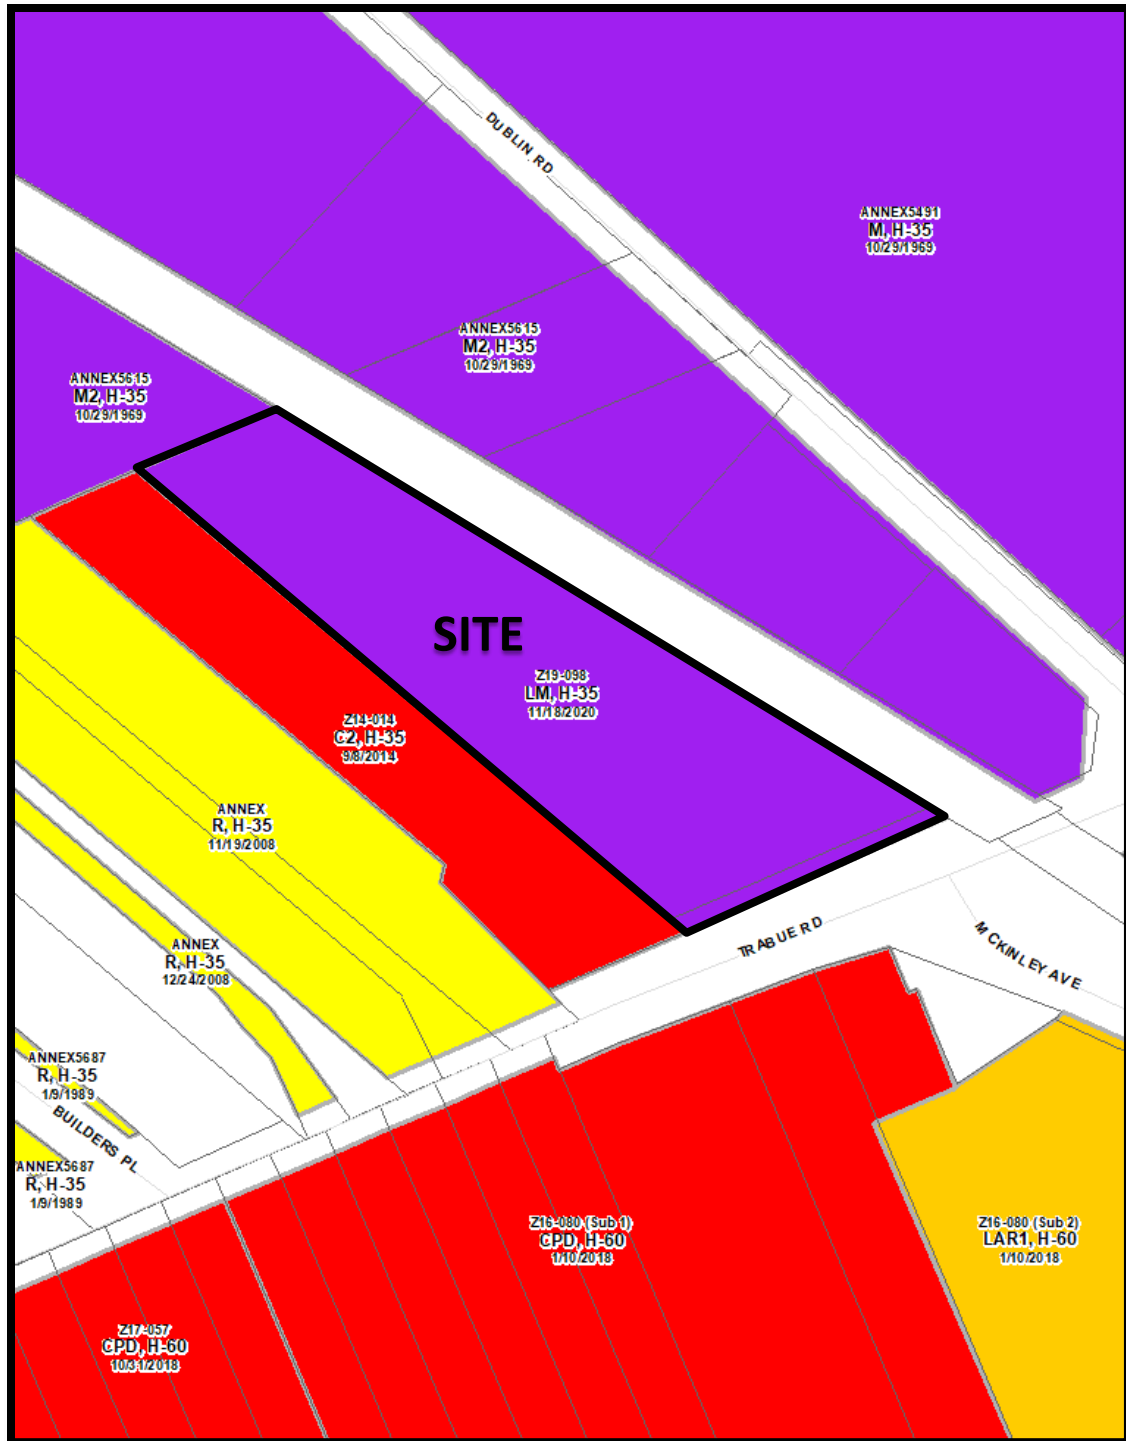 DUBLIN RD
ANNEX5491
M, H-35
10/29/1969
ANNEX5615
M2, H-35
10/29/1969
ANNEX5615
M2, H-35
10/29/1969
SITE
Z19-098
LM, H-35
11/18/2020
Z14-014
C2, H-35
9/8/2014
ANNEX
R, H-35
11/19/2008
TRABUE RD
MCKINLEY AVE
ANNEX
R, H-35
12/24/2008
ANNEX5687
R, H-35
1/9/1989
BUILDERS PL
ANNEX5687
R, H-35
1/9/1989
Z16-080 (Sub 1)
CPD, H-60
1/10/2018
Z16-080 (Sub 2)
LAR1, H-60
1/10/2018
Z17-057
CPD, H-60
10/31/2018